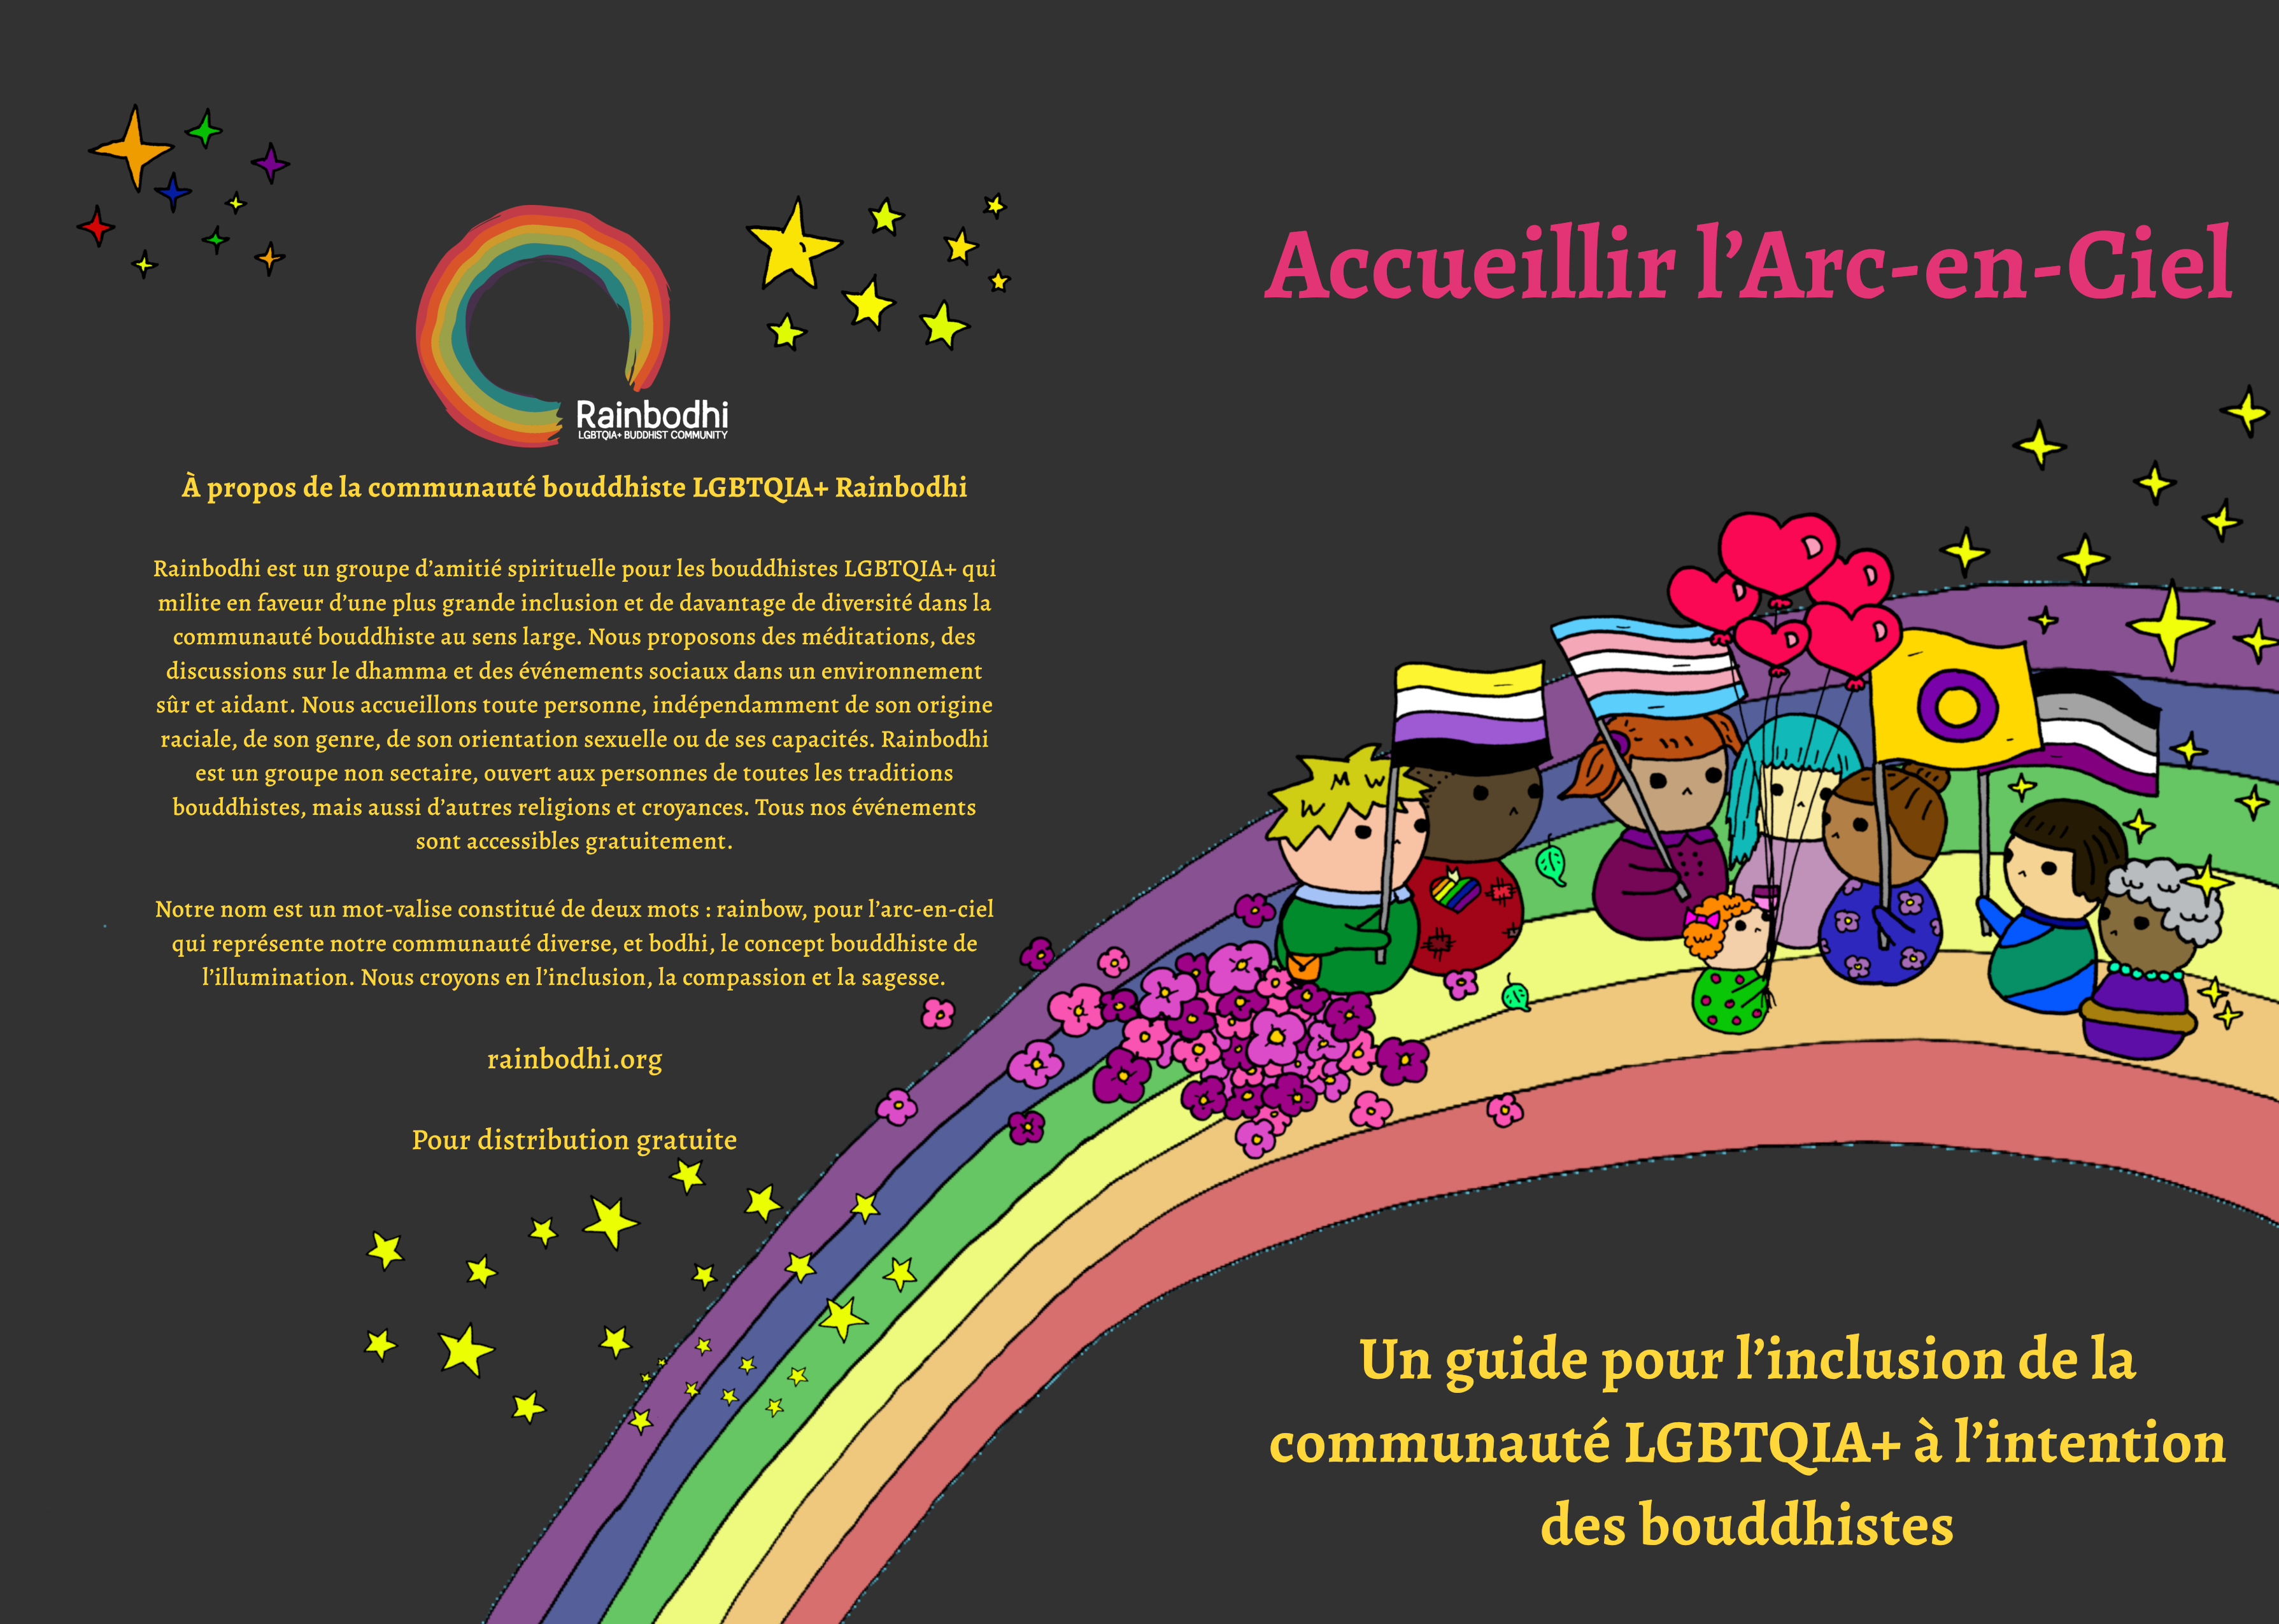 Rainbodhi
LGBTQIA+ BUDDHIST COMMUNITY
À propos de la communauté bouddhiste LGBTQIA+ Rainbodhi
Rainbodhi est un groupe d’amitié spirituelle pour les bouddhistes LGBTQIA+ qui
milite en faveur d’une plus grande inclusion et de davantage de diversité dans la
communauté bouddhiste au sens large. Nous proposons des méditations, des
discussions sur le dhamma et des événements sociaux dans un environnement
sûr et aidant. Nous accueillons toute personne, indépendamment de son origine
raciale, de son genre, de son orientation sexuelle ou de ses capacités. Rainbodhi
est un groupe non sectaire, ouvert aux personnes de toutes les traditions
bouddhistes, mais aussi d’autres religions et croyances. Tous nos événements
sont accessibles gratuitement.
Notre nom est un mot-valise constitué de deux mots : rainbow, pour l’arc-en-ciel
qui représente notre communauté diverse, et bodhi, le concept bouddhiste de
l’illumination. Nous croyons en l’inclusion, la compassion et la sagesse.
rainbodhi.org
Pour distribution gratuite
Accueillir l’Arc-en-Ciel
Un guide pour l’inclusion de la
communauté LGBTQIA+ à l’intention
des bouddhistes